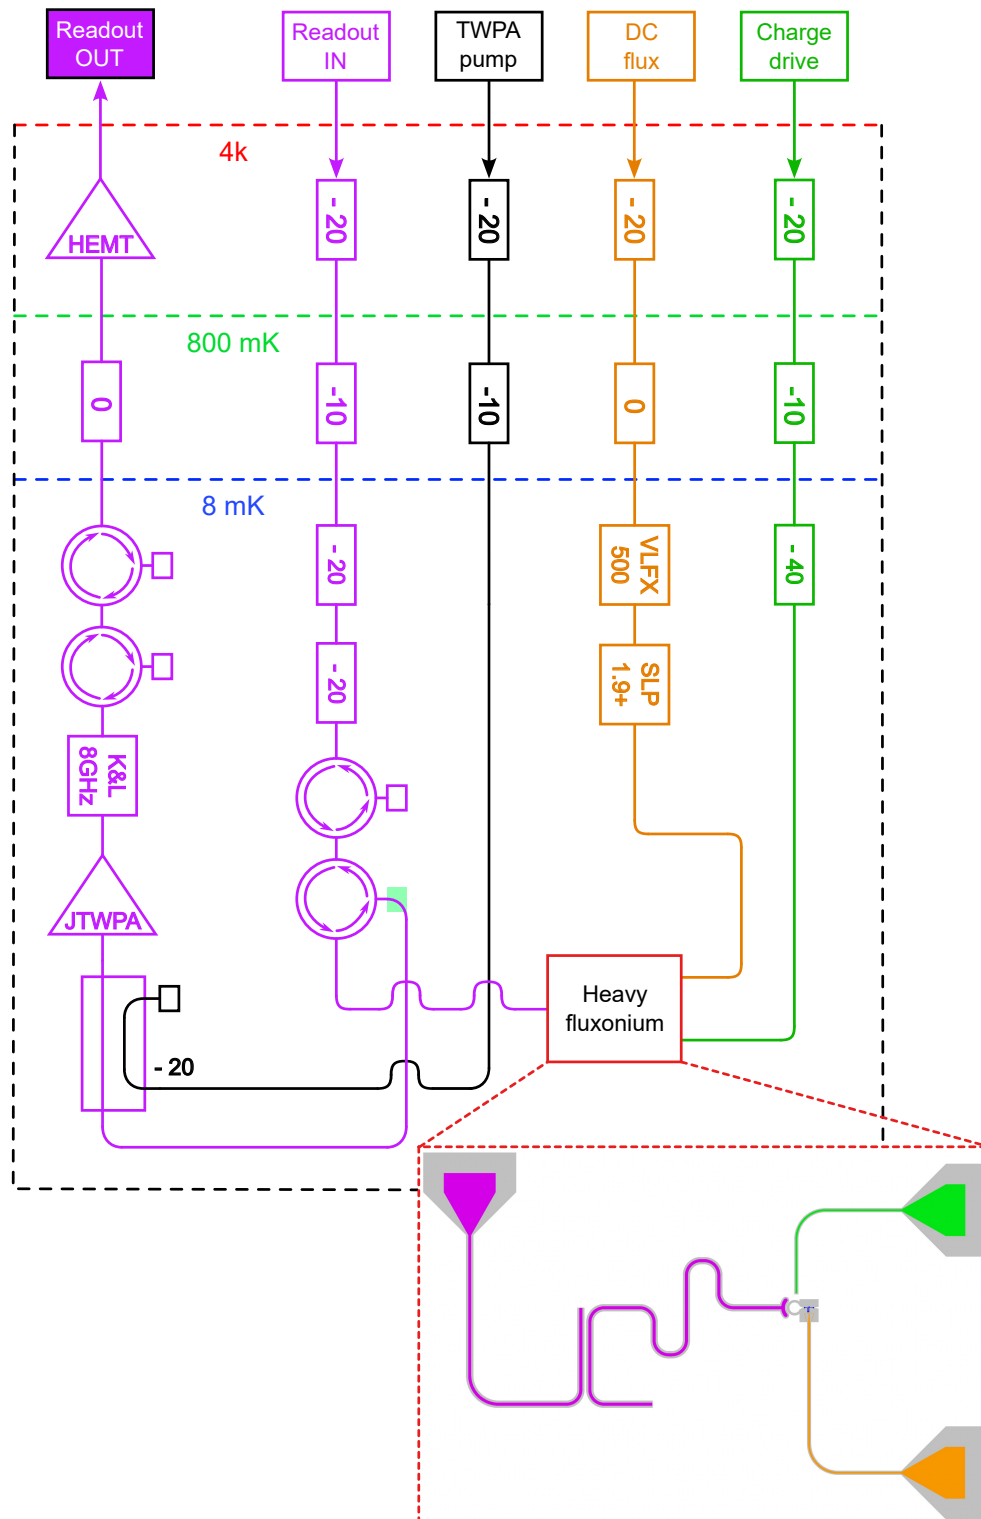 Readout
OUT
Readout
IN
TWPA
pump
DC
flux
Charge
drive
4k
HEMT
- 20
- 20
- 20
- 20
800 mK
0
-10
-10
0
-10
8 mK
- 20
VLFX
500
- 40
- 20
SLP
1.9+
K&L
8GHz
JTWPA
Heavy
fluxonium
- 20